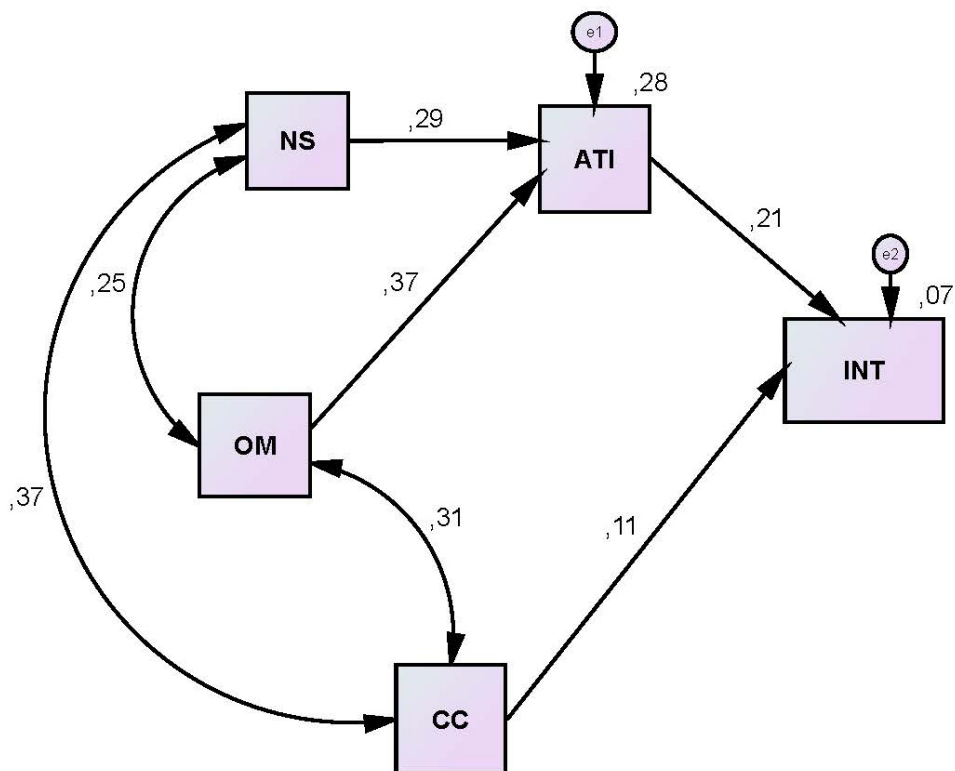 e1
,28
NS
,29
ATI
,21
e2
,25
,37
,07
INT
OM
,37
,31
,11
CC